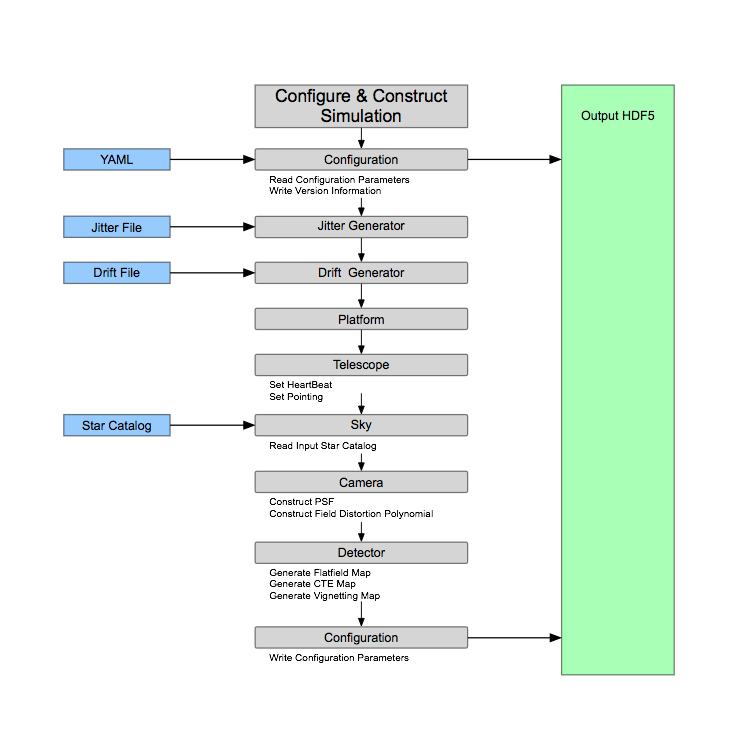 Configure & Construct
Simulation
Output HDF5
YAML
Configuration
Read Configuration Parameters
Write Version Information
Jitter File
Jitter Generator
Drift File
Drift  Generator
Platform
Telescope
Set HeartBeat
Set Pointing
Star Catalog
Sky
Read Input Star Catalog
Camera
Construct PSF
Construct Field Distortion Polynomial
Detector
Generate Flatfield Map
Generate CTE Map
Generate Vignetting Map
Configuration
Write Configuration Parameters